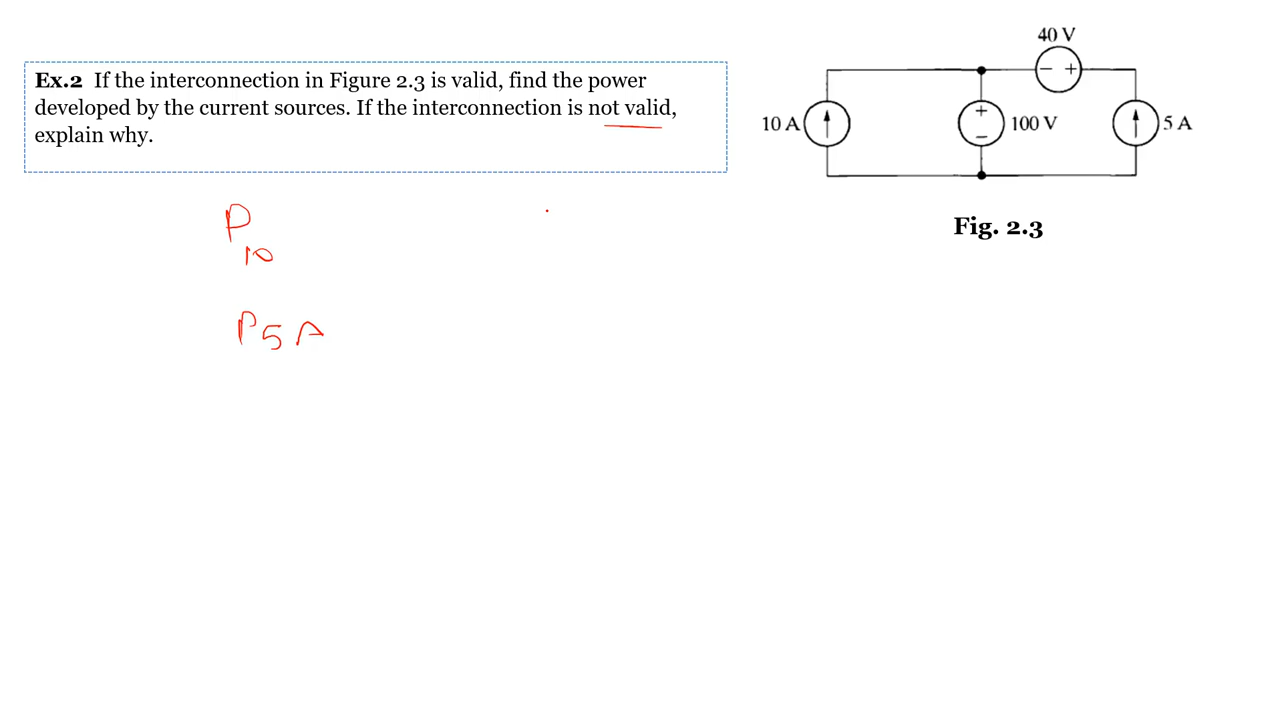 Ex.2 If the interconnection in Figure 2.3 is valid, find the power
developed by the current sources. If the interconnection is not valid,
explain why.
40 V
− +
10 A
+
−
100 V
5 A
Fig. 2.3
P10
P5A